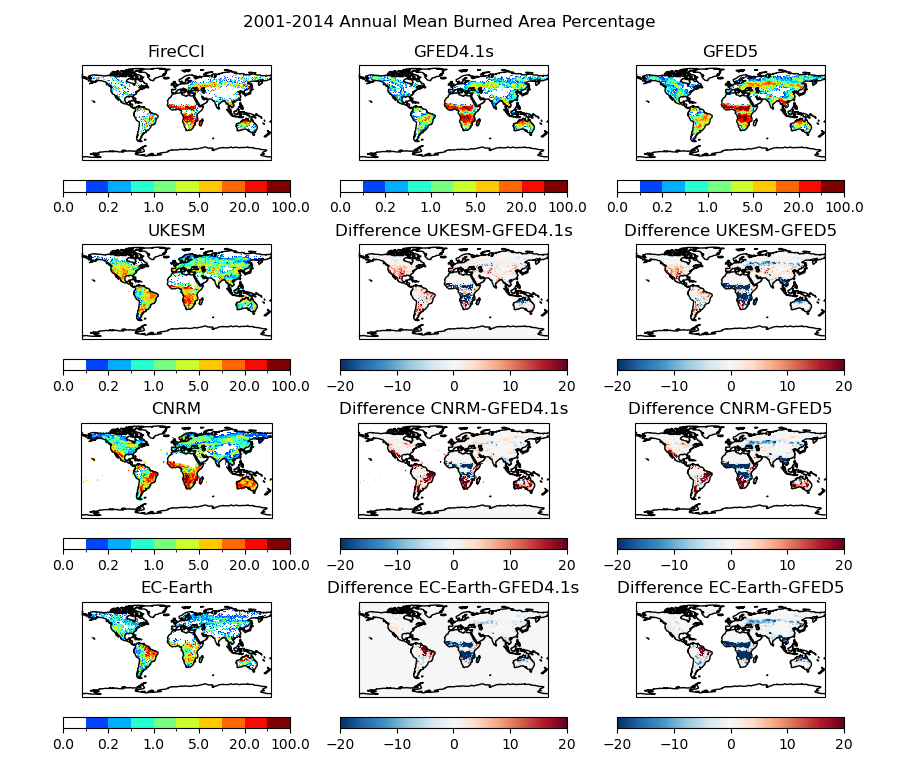 2001-2014 Annual Mean Burned Area Percentage
FireCCI
GFED4.1s
GFED5
0.0 0.2 1.0 5.0 20.0 100.0
0.0 0.2 1.0 5.0 20.0 100.0
0.0 0.2 1.0 5.0 20.0 100.0
UKESM
Difference UKESM-GFED4.1s
Difference UKESM-GFED5
0.0 0.2 1.0 5.0 20.0 100.0
−20 −10 0 10 20
−20 −10 0 10 20
CNRM
Difference CNRM-GFED4.1s
Difference CNRM-GFED5
0.0 0.2 1.0 5.0 20.0 100.0
−20 −10 0 10 20
−20 −10 0 10 20
EC-Earth
Difference EC-Earth-GFED4.1s
Difference EC-Earth-GFED5
0.0 0.2 1.0 5.0 20.0 100.0
−20 −10 0 10 20
−20 −10 0 10 20